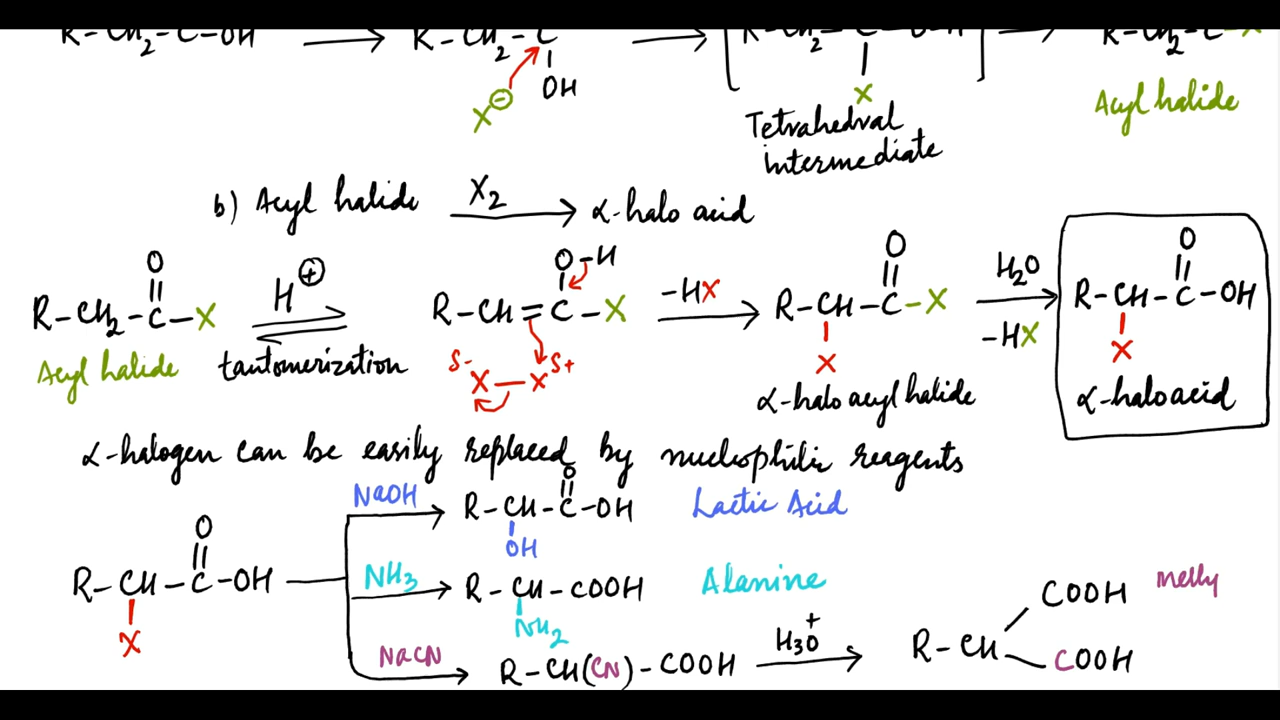 R-CH2-C-OH → R-CH2-C →
OH
X⊖
X
Tetrahedral
intermediate
Acyl halide
b) Acyl halide X2 → α-halo acid
O
R-CH2-C-X H⊕ ⇌ R-CH=C-X -HX → R-CH-C-X H2O → R-CH-C-OH
O-H
O
O
-HX
Acyl halide tautomerization δ- X-X δ+
X
α-halo acyl halide
X
α-halo acid
α-halogen can be easily replaced by nucleophilic reagents
O
R-CH-C-OH
X
NaOH → R-CH-C-OH Lactic Acid
O
OH
NH3 → R-CH-COOH Alanine
NH2
NaCN → R-CH(CN)-COOH H3O+ → R-CH
COOH
COOH